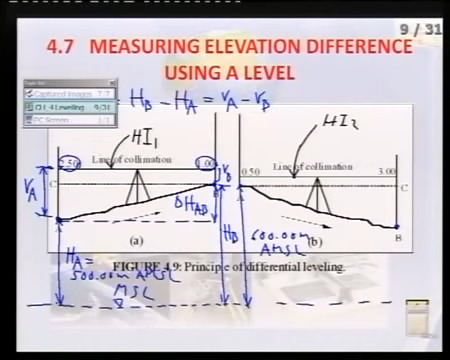 9 / 31
4.7 MEASURING ELEVATION DIFFERENCE
USING A LEVEL
Captured Images 7/7
CL 4 Leveling 9/31
PC Screen 1/1
= H_B - H_A = V_A - V_B
HI_1
HI_2
2.50
Line of collimation
1.00
0.50
Line of collimation
3.00
V_A
V_B
C
C
A
B
A
B
ΔH_AB
H_B
(a)
(b)
600.00m
AMSL
H_A =
500.00m AMSL
MSL
FIGURE 4.9: Principle of differential leveling.